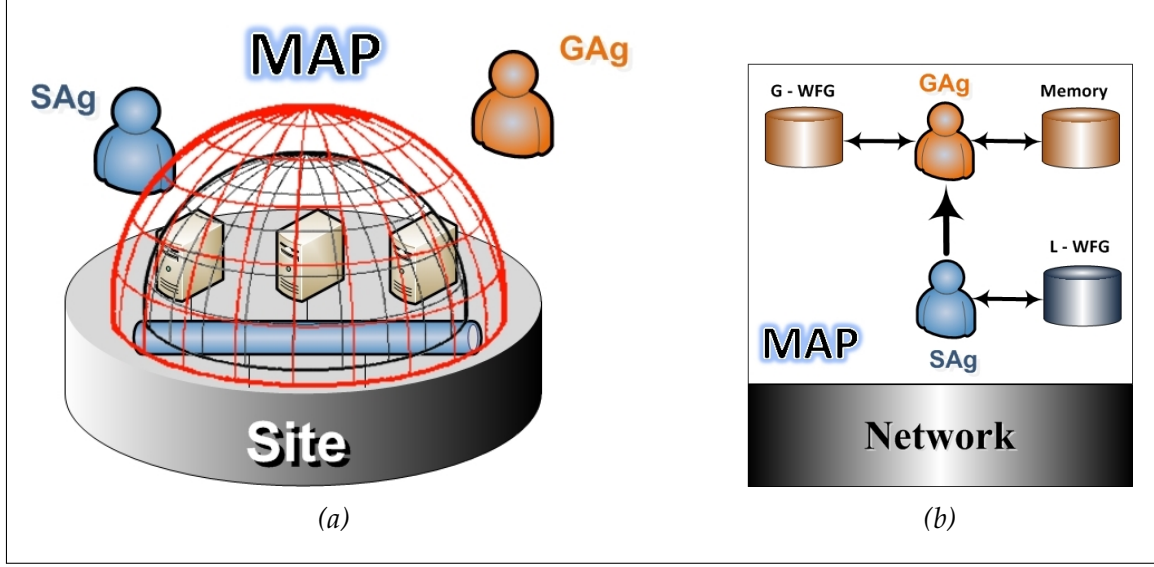 MAP
GAg
SAg
Site
(a)
GAg
G - WFG
Memory
L - WFG
MAP
SAg
Network
(b)